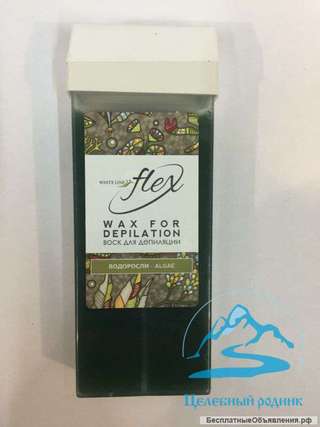 WHITE LINE
flex
WAX FOR
DEPILATION
ВОСК ДЛЯ ДЕПИЛЯЦИИ
ВОДОРОСЛИ - ALGAE
Целебный родник
БесплатныеОбъявления.рф